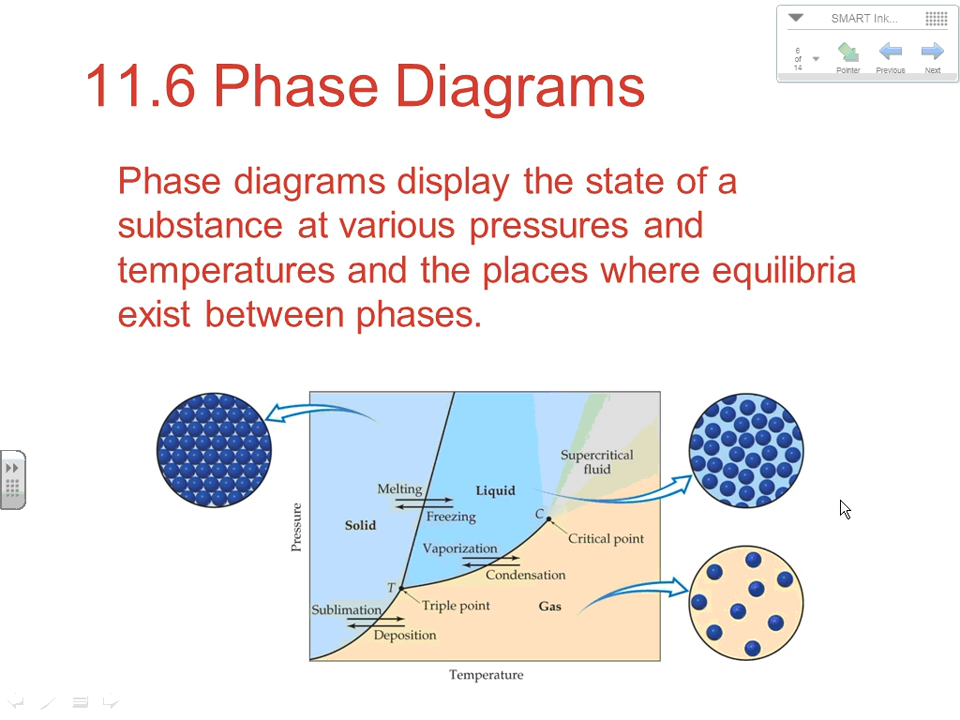 SMART Ink...
6
of
14
Pointer
Previous
Next
11.6 Phase Diagrams
Phase diagrams display the state of a
substance at various pressures and
temperatures and the places where equilibria
exist between phases.
Supercritical
fluid
Melting
Liquid
Freezing
Solid
C
Critical point
Vaporization
Condensation
T
Triple point
Gas
Sublimation
Deposition
Pressure
Temperature